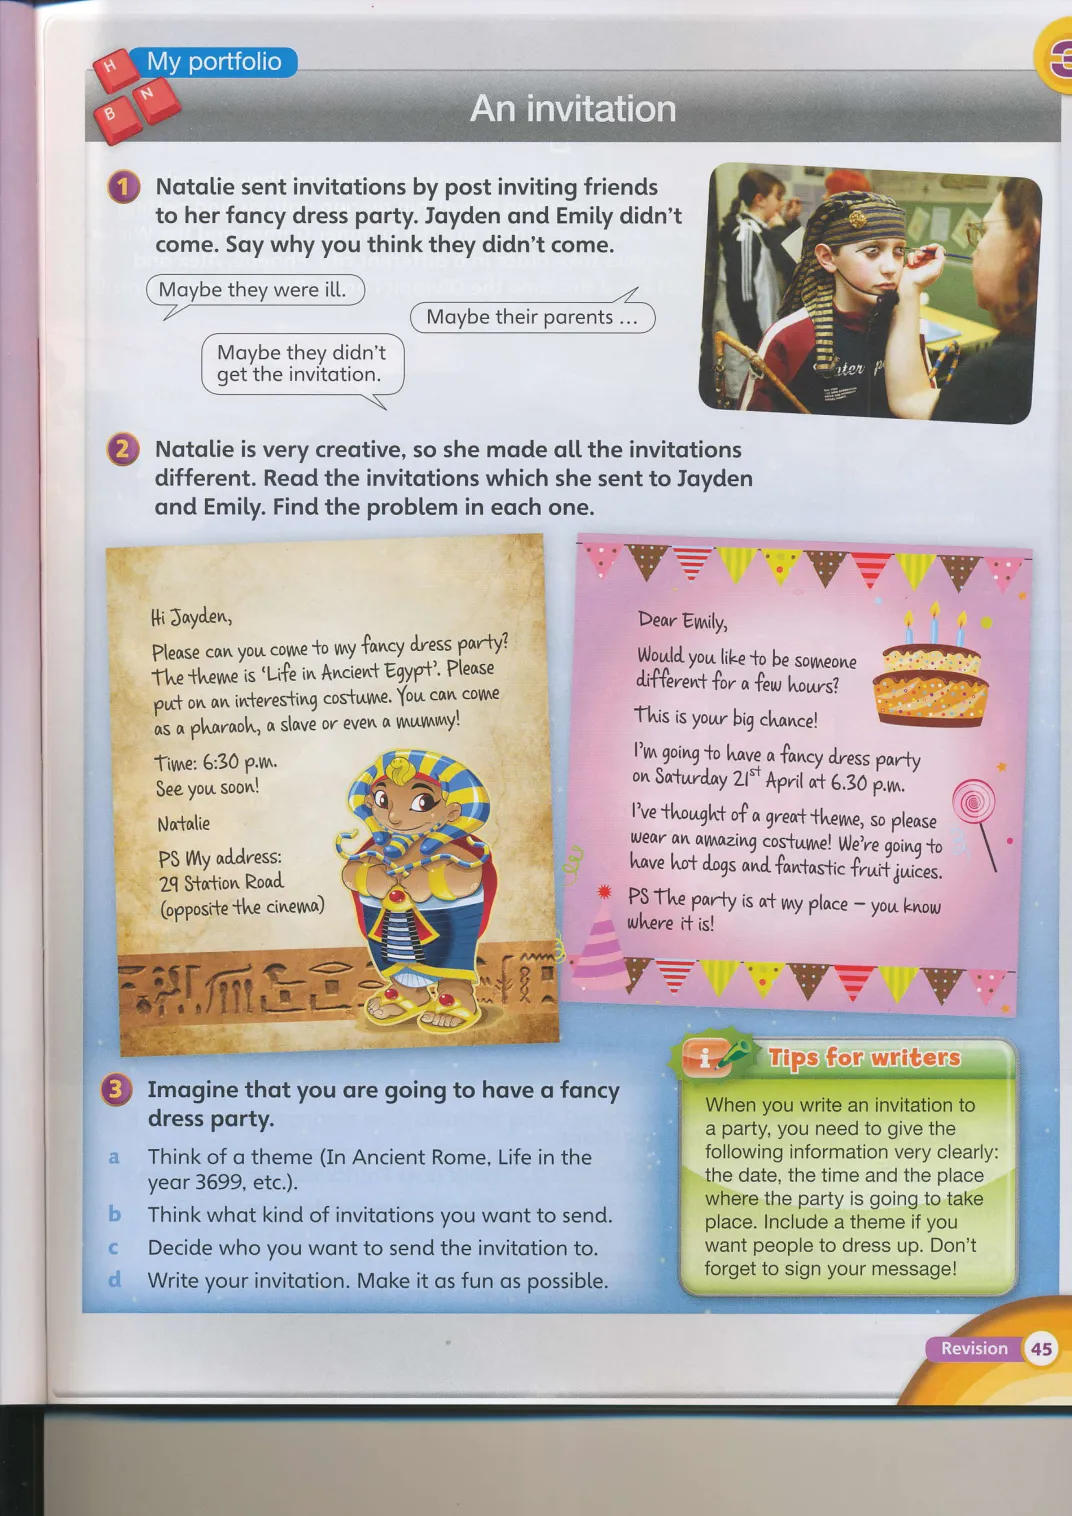 H
B
N
My portfolio
3
An invitation
1
Natalie sent invitations by post inviting friends
to her fancy dress party. Jayden and Emily didn't
come. Say why you think they didn't come.
Maybe they were ill.
Maybe their parents ...
Maybe they didn't
get the invitation.
2
Natalie is very creative, so she made all the invitations
different. Read the invitations which she sent to Jayden
and Emily. Find the problem in each one.
Hi Jayden,
Please can you come to my fancy dress party?
The theme is 'Life in Ancient Egypt'. Please
put on an interesting costume. You can come
as a pharaoh, a slave or even a mummy!
Time: 6:30 p.m.
See you soon!
Natalie
PS My address:
29 Station Road
(opposite the cinema)
Dear Emily,
Would you like to be someone
different for a few hours?
This is your big chance!
I'm going to have a fancy dress party
on Saturday 21st April at 6.30 p.m.
I've thought of a great theme, so please
wear an amazing costume! We're going to
have hot dogs and fantastic fruit juices.
PS The party is at my place – you know
where it is!
3
Imagine that you are going to have a fancy
dress party.
a Think of a theme (In Ancient Rome, Life in the
year 3699, etc.).
b Think what kind of invitations you want to send.
c Decide who you want to send the invitation to.
d Write your invitation. Make it as fun as possible.
i
Tips for writers
When you write an invitation to
a party, you need to give the
following information very clearly:
the date, the time and the place
where the party is going to take
place. Include a theme if you
want people to dress up. Don't
forget to sign your message!
Revision 45